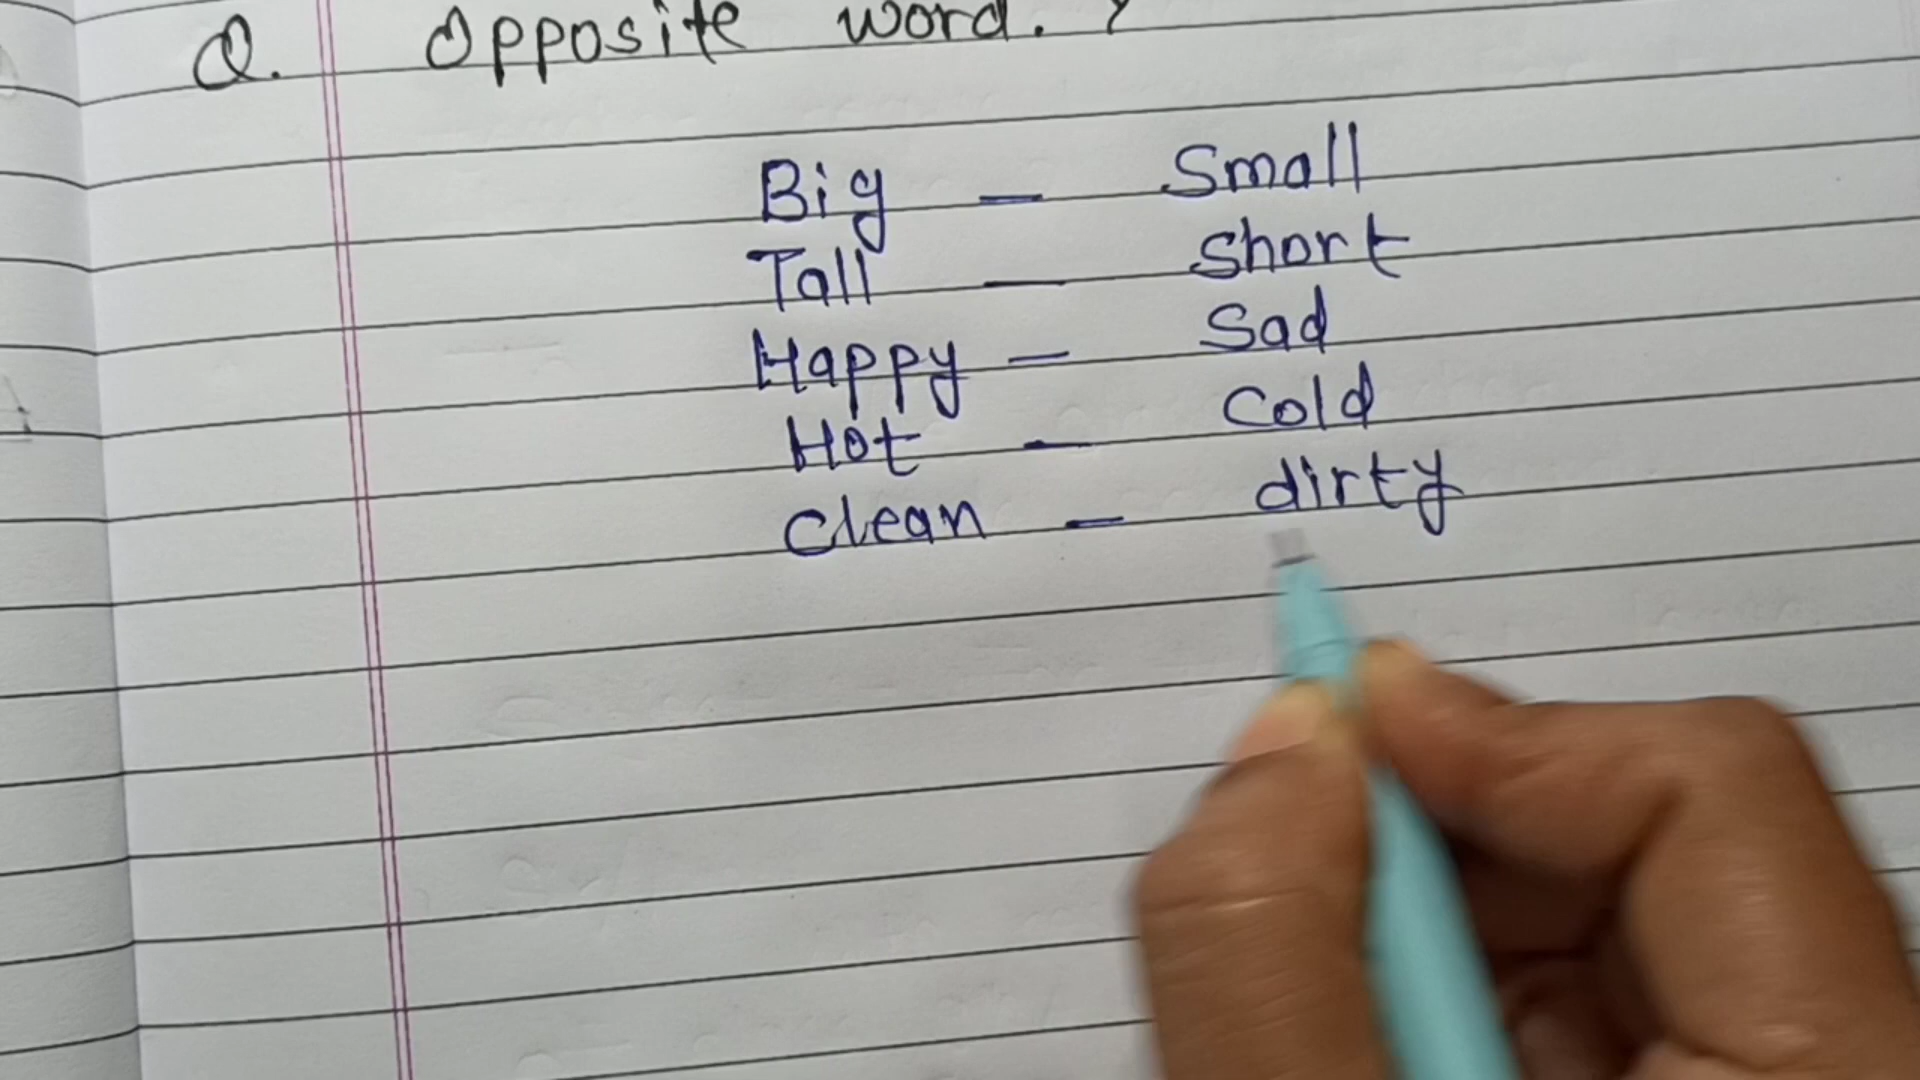 Q. Opposite word. ?
Big — Small
Tall — Short
Happy — Sad
Hot — Cold
Clean — dirty